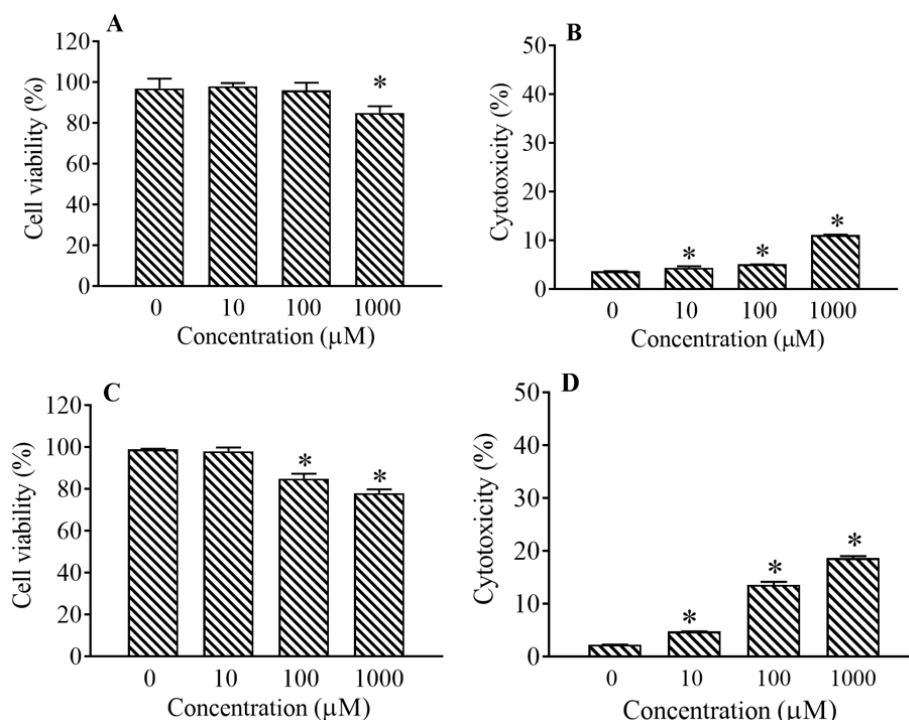 A
Cell viability (%)
120
100
80
60
40
20
0
*
0 10 100 1000
Concentration (μM)
B
Cytotoxicity (%)
50
40
30
20
10
0
* * *
0 10 100 1000
Concentration (μM)
C
Cell viability (%)
120
100
80
60
40
20
0
* *
0 10 100 1000
Concentration (μM)
D
Cytotoxicity (%)
50
40
30
20
10
0
* * *
0 10 100 1000
Concentration (μM)